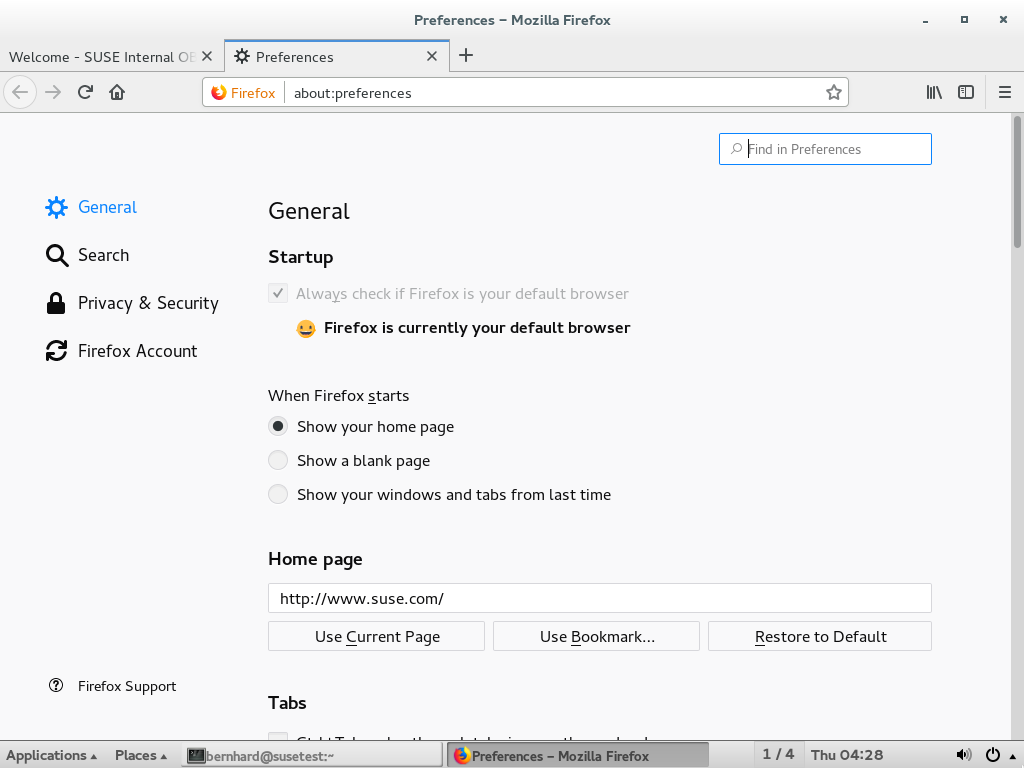 Preferences – Mozilla Firefox
Welcome - SUSE Internal
Preferences
Firefox about:preferences
Find in Preferences
General
Search
Privacy & Security
Firefox Account
Firefox Support
General
Startup
Always check if Firefox is your default browser
Firefox is currently your default browser
When Firefox starts
Show your home page
Show a blank page
Show your windows and tabs from last time
Home page
http://www.suse.com/
Use Current Page
Use Bookmark...
Restore to Default
Tabs
Applications Places bernhard@susetest:~ Preferences – Mozilla Firefox 1 / 4 Thu 04:28